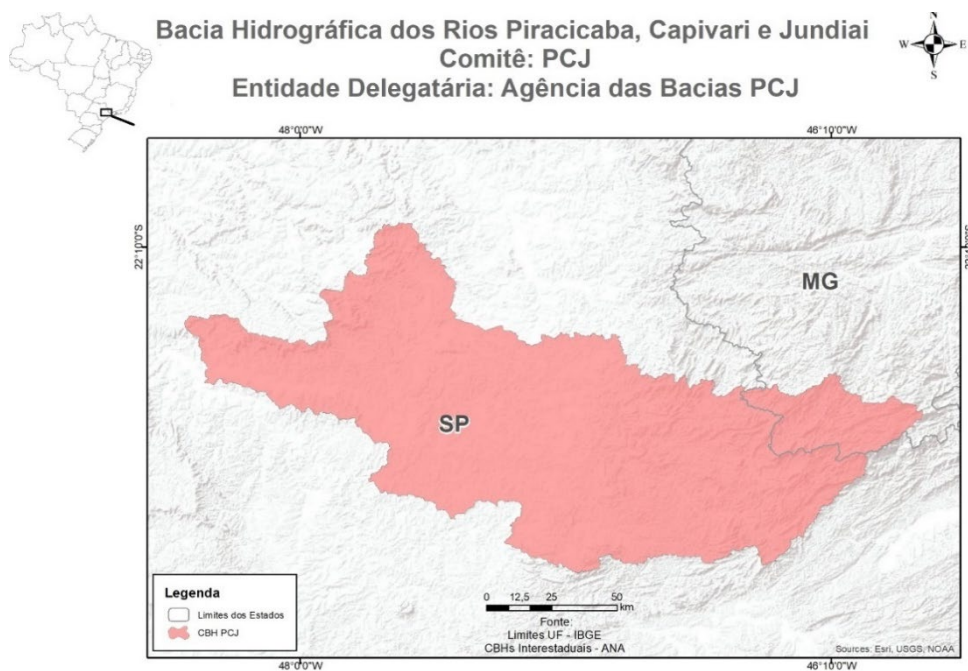 Bacia Hidrográfica dos Rios Piracicaba, Capivari e Jundiai
Comitê: PCJ
Entidade Delegatária: Agência das Bacias PCJ
N
W E
S
48°0'0"W 46°10'0"W
22°10'0"S
MG
SP
Legenda
Limites dos Estados
CBH PCJ
0 12,5 25 50
km
Fonte:
Limites UF - IBGE
CBHs Interestaduais - ANA
Sources: Esri, USGS, NOAA
48°0'0"W 46°10'0"W